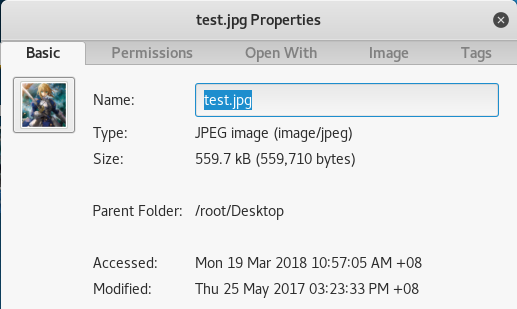 test.jpg Properties
Basic Permissions Open With Image Tags
Name: test.jpg
Type: JPEG image (image/jpeg)
Size: 559.7 kB (559,710 bytes)
Parent Folder: /root/Desktop
Accessed: Mon 19 Mar 2018 10:57:05 AM +08
Modified: Thu 25 May 2017 03:23:33 PM +08